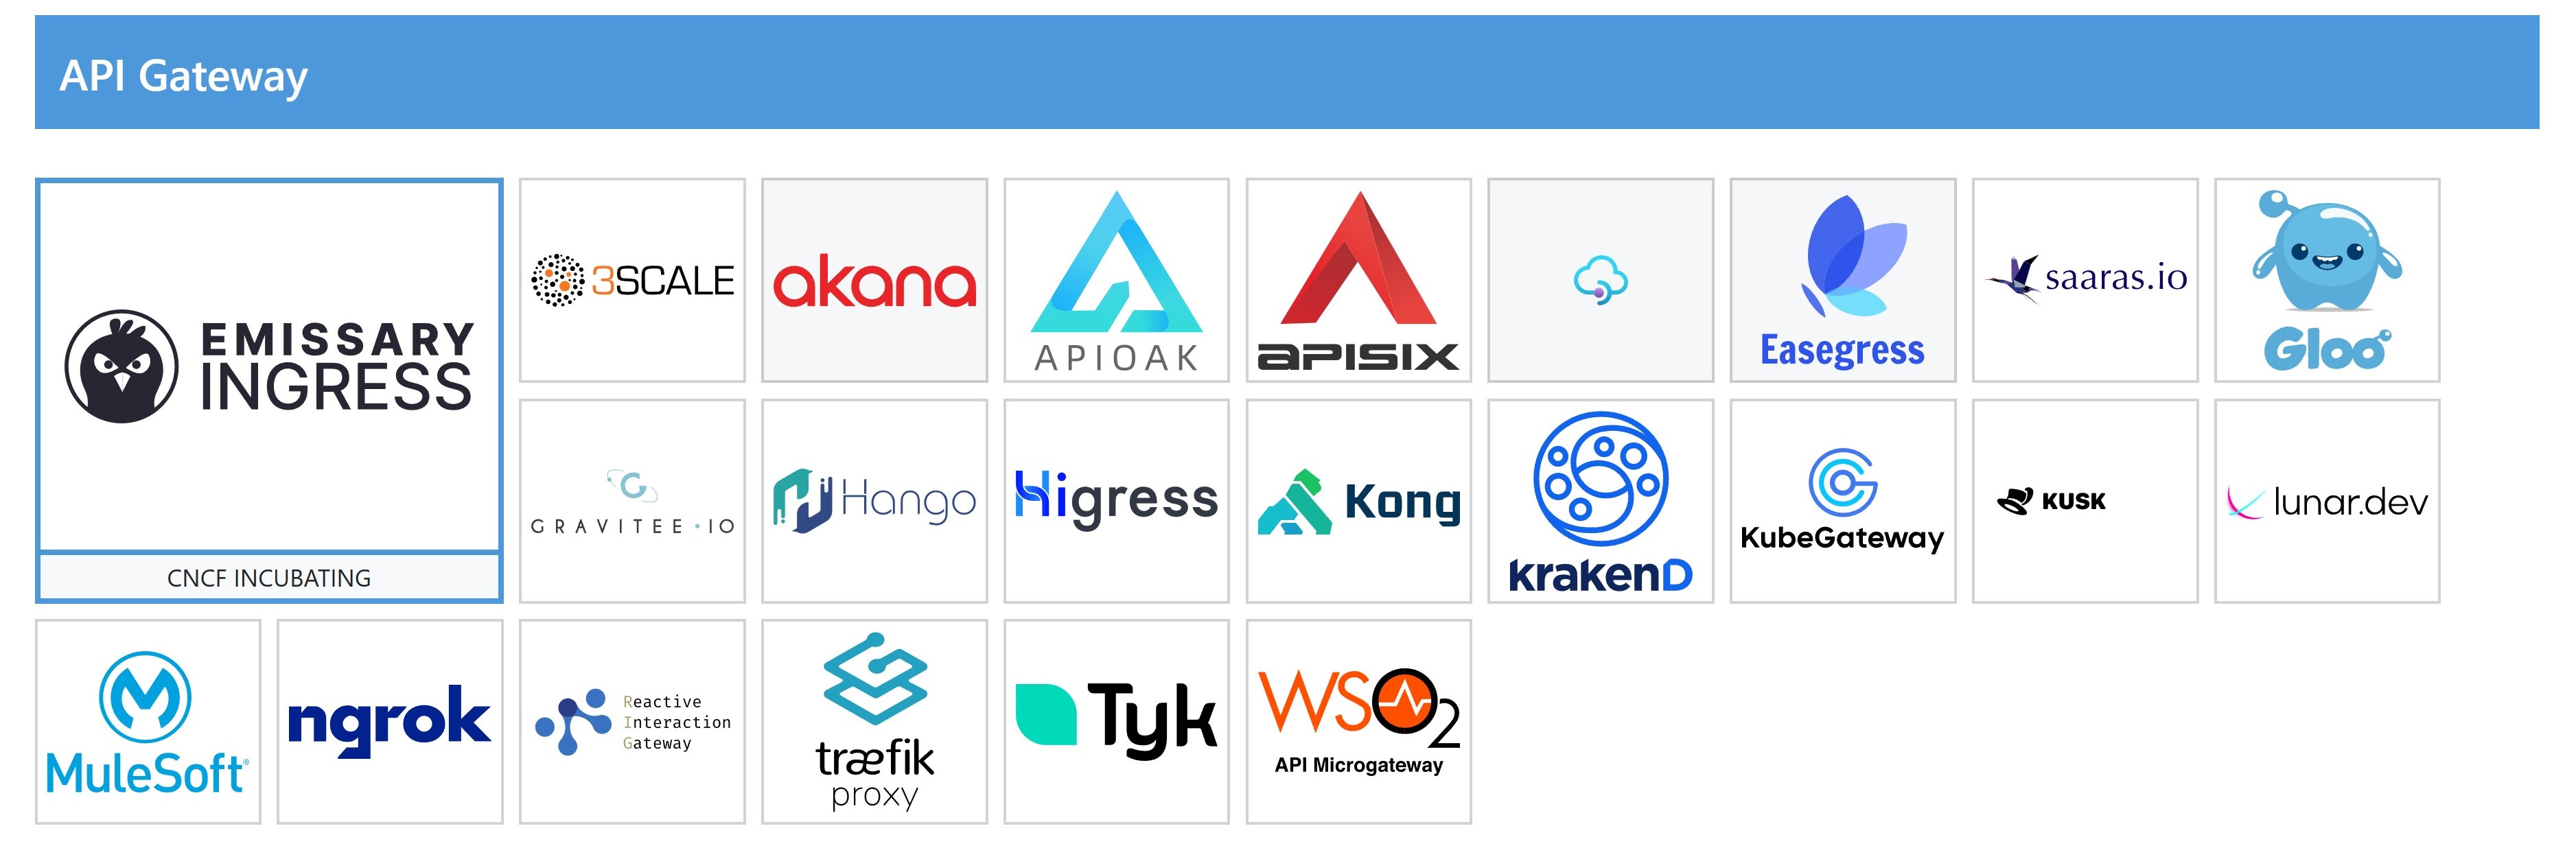 API Gateway
EMISSARY
INGRESS
CNCF INCUBATING
3SCALE
akana
APIOAK
APISIX
Easegress
saaras.io
Gloo
GRAVITEE·IO
Hango
Higress
Kong
krakenD
KubeGateway
KUSK
lunar.dev
MuleSoft®
ngrok
Reactive
Interaction
Gateway
træfik
proxy
Tyk
WSO2
API Microgateway